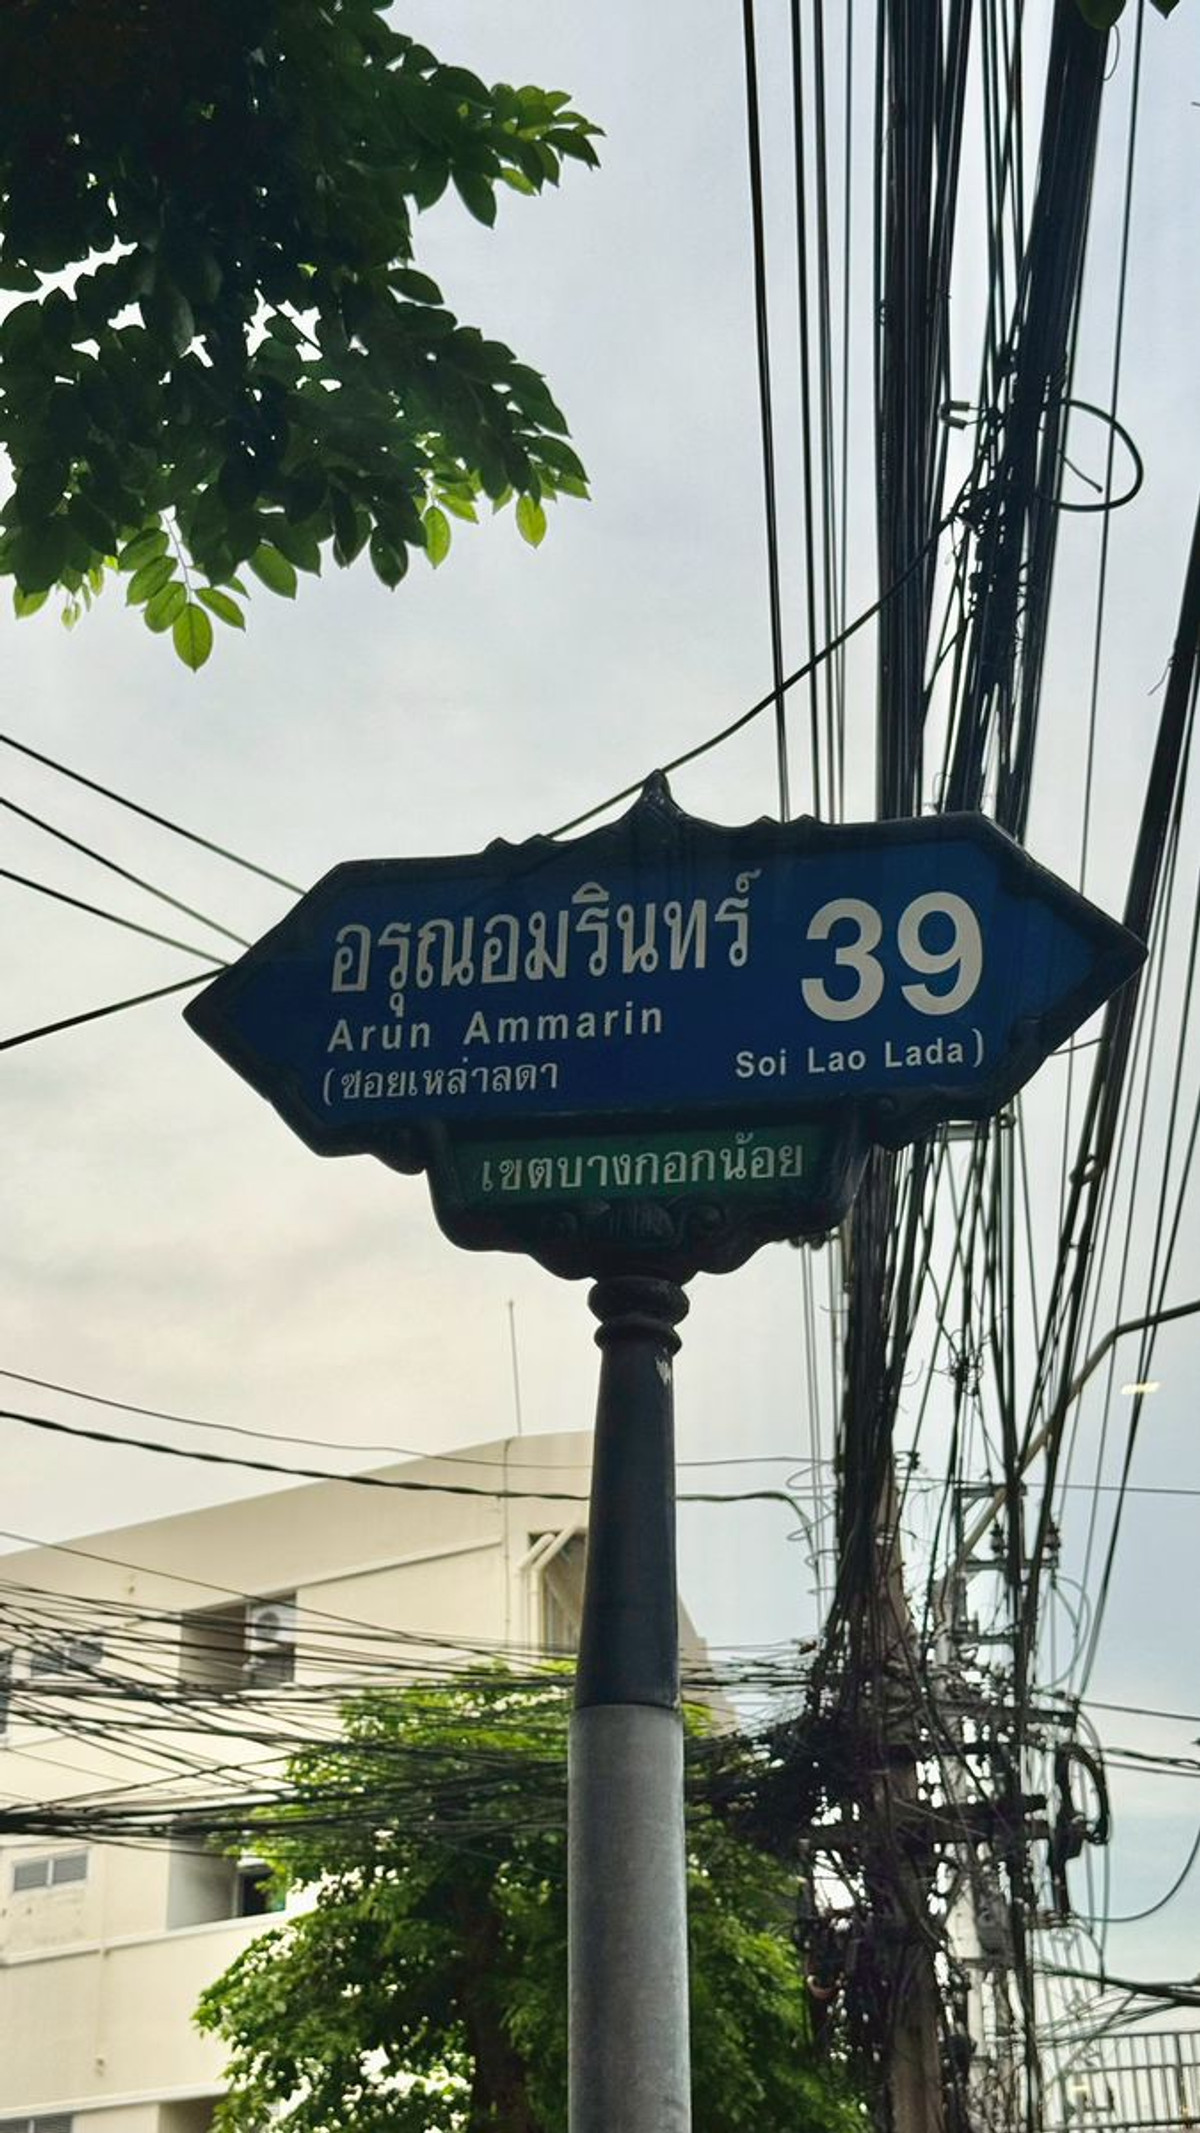 อรุณอมรินทร์ 39
Arun Ammarin
(ซอยเหล่าลดา Soi Lao Lada)
เขตบางกอกน้อย